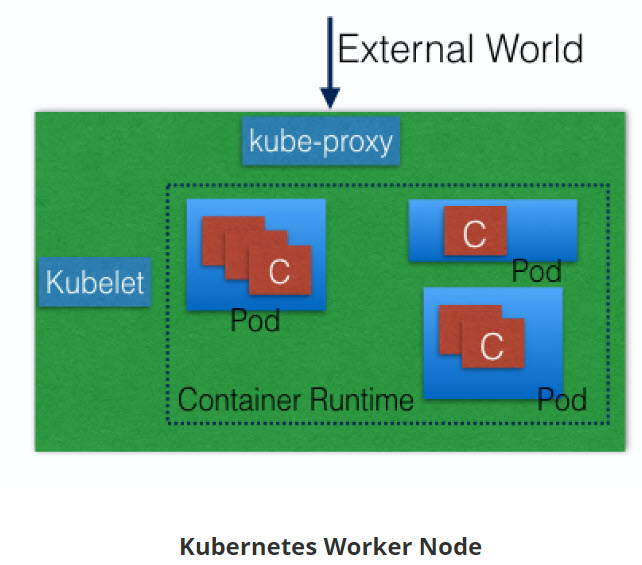 External World
kube-proxy
Kubelet
C
Pod
C
Pod
C
Pod
Container Runtime
Kubernetes Worker Node